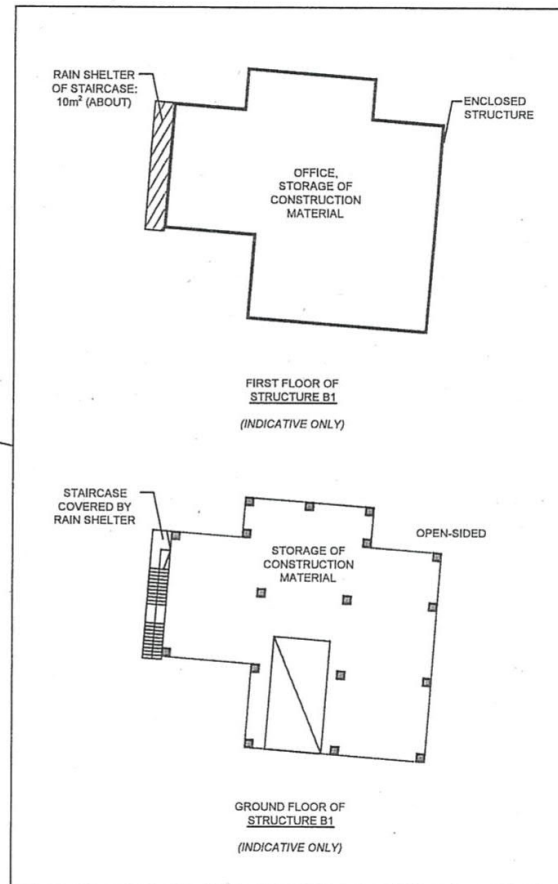 RAIN SHELTER
OF STAIRCASE:
10m² (ABOUT)
ENCLOSED
STRUCTURE
OFFICE,
STORAGE OF
CONSTRUCTION
MATERIAL
FIRST FLOOR OF
STRUCTURE B1
(INDICATIVE ONLY)
STAIRCASE
COVERED BY
RAIN SHELTER
OPEN-SIDED
STORAGE OF
CONSTRUCTION
MATERIAL
GROUND FLOOR OF
STRUCTURE B1
(INDICATIVE ONLY)